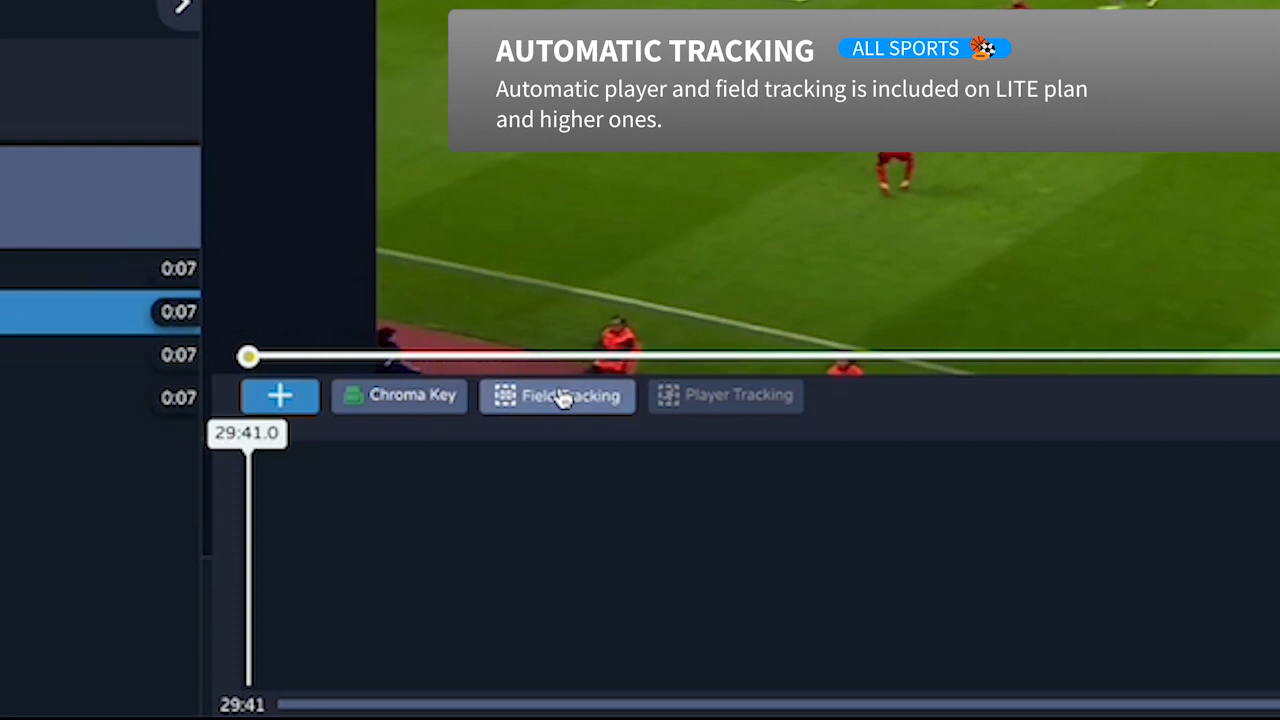 AUTOMATIC TRACKING ALL SPORTS
Automatic player and field tracking is included on LITE plan
and higher ones.
0:07
0:07
0:07
0:07
Chroma Key Field Tracking Player Tracking
29:41.0
29:41